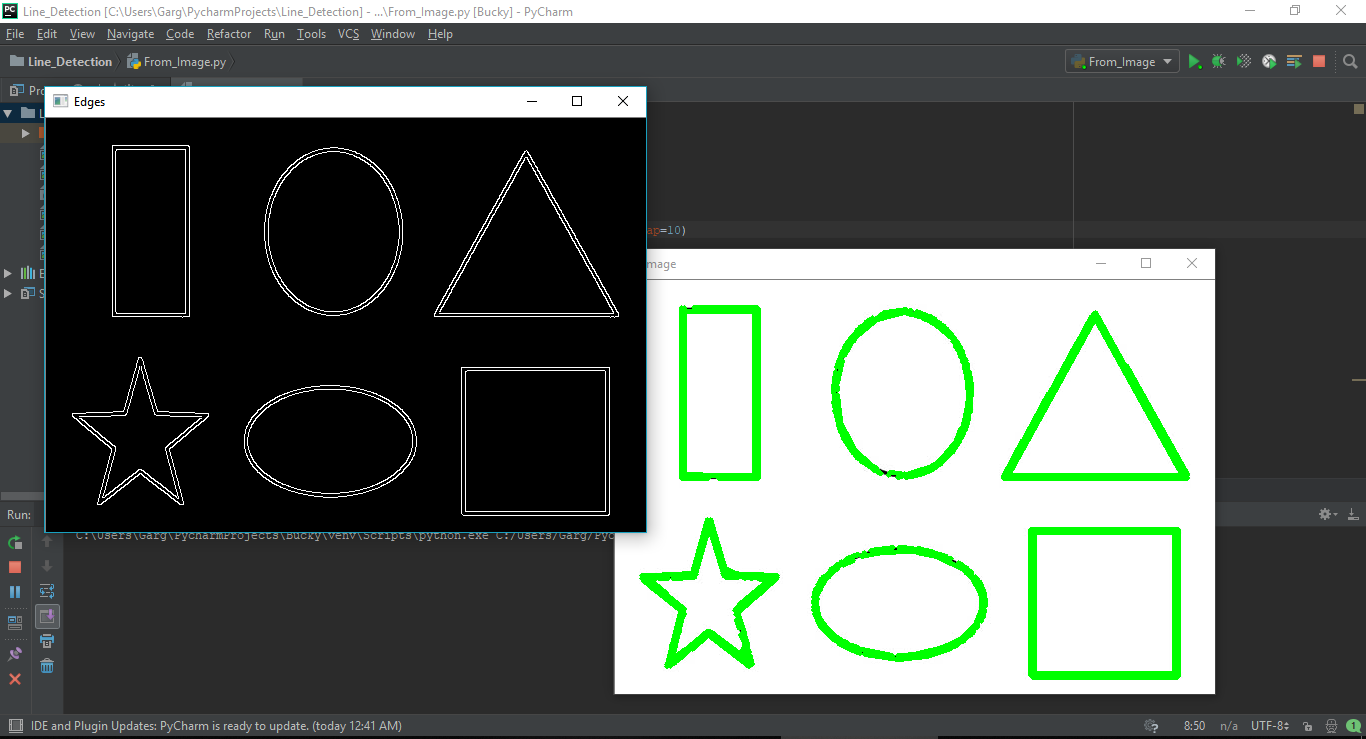 PC Line_Detection [C:\Users\Garg\PycharmProjects\Line_Detection] - ...\From_Image.py [Bucky] - PyCharm
File Edit View Navigate Code Refactor Run Tools VCS Window Help
Line_Detection From_Image.py From_Image
Edges
=10)
Run:
C:\Users\Garg\PycharmProjects\Bucky\venv\Scripts\python.exe C:/Users/Garg/Pyc
IDE and Plugin Updates: PyCharm is ready to update. (today 12:41 AM) 8:50 n/a UTF-8 1